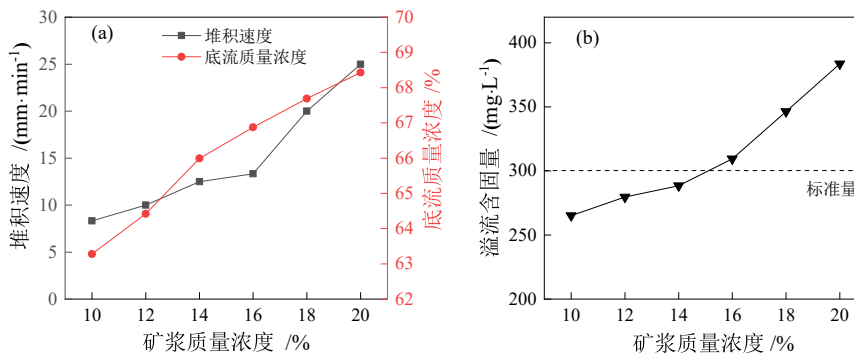 (a)
堆积速度
底流质量浓度
堆积速度 /(mm·min⁻¹)
30
25
20
15
10
5
0
底流质量浓度 /%
70
69
68
67
66
65
64
63
62
10 12 14 16 18 20
矿浆质量浓度 /%
(b)
溢流含固量 /(mg·L⁻¹)
400
350
300
250
200
标准量
10 12 14 16 18 20
矿浆质量浓度 /%